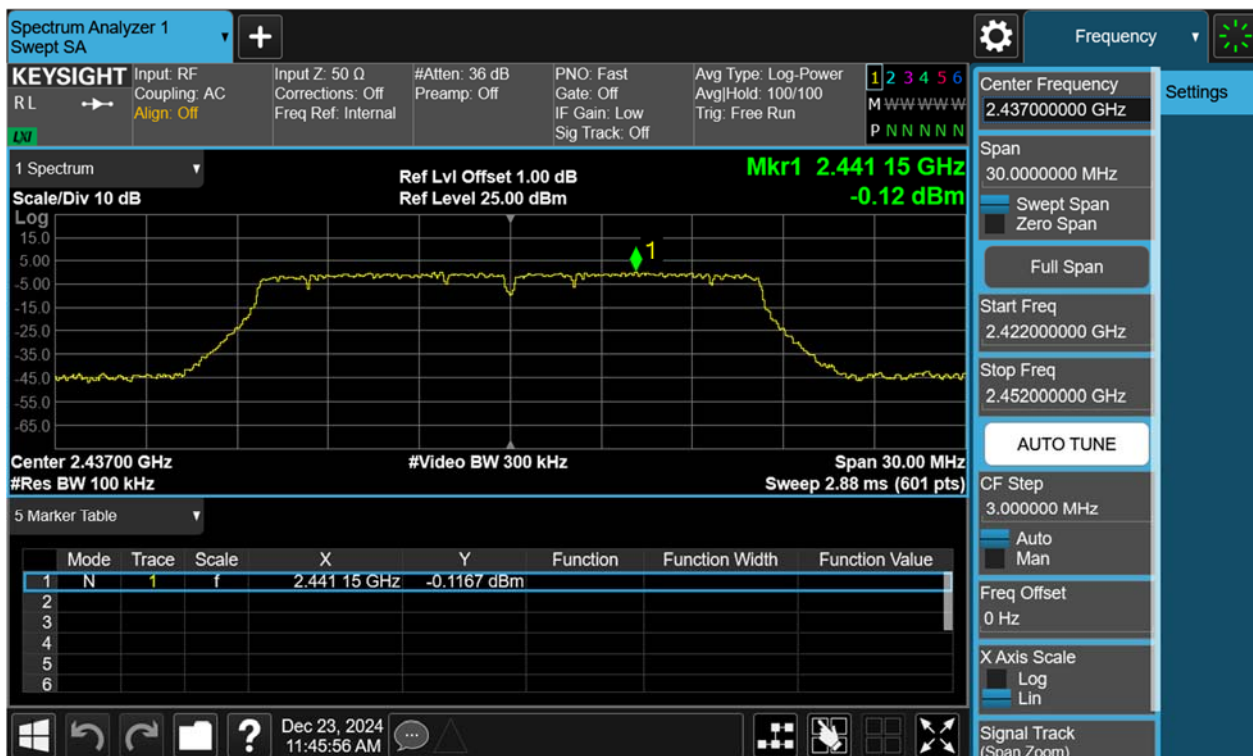 Spectrum Analyzer 1
Swept SA
+
Frequency
KEYSIGHT
R L
LXI
Input: RF
Coupling: AC
Align: Off
Input Z: 50 Ω
Corrections: Off
Freq Ref: Internal
#Atten: 36 dB
Preamp: Off
PNO: Fast
Gate: Off
IF Gain: Low
Sig Track: Off
Avg Type: Log-Power
Avg|Hold: 100/100
Trig: Free Run
1 2 3 4 5 6
M W W W W W
P N N N N N
1 Spectrum
Scale/Div 10 dB
Ref Lvl Offset 1.00 dB
Ref Level 25.00 dBm
Mkr1 2.441 15 GHz
-0.12 dBm
Log
15.0
5.00
-5.00
-15.0
-25.0
-35.0
-45.0
-55.0
-65.0
1
Center 2.43700 GHz
#Res BW 100 kHz
#Video BW 300 kHz
Span 30.00 MHz
Sweep 2.88 ms (601 pts)
5 Marker Table
Mode Trace Scale X Y Function Function Width Function Value
1 N 1 f 2.441 15 GHz -0.1167 dBm
2
3
4
5
6
?
Dec 23, 2024
11:45:56 AM
Center Frequency
2.437000000 GHz
Span
30.0000000 MHz
Swept Span
Zero Span
Full Span
Start Freq
2.422000000 GHz
Stop Freq
2.452000000 GHz
AUTO TUNE
CF Step
3.000000 MHz
Auto
Man
Freq Offset
0 Hz
X Axis Scale
Log
Lin
Signal Track
(Span Zoom)
Settings